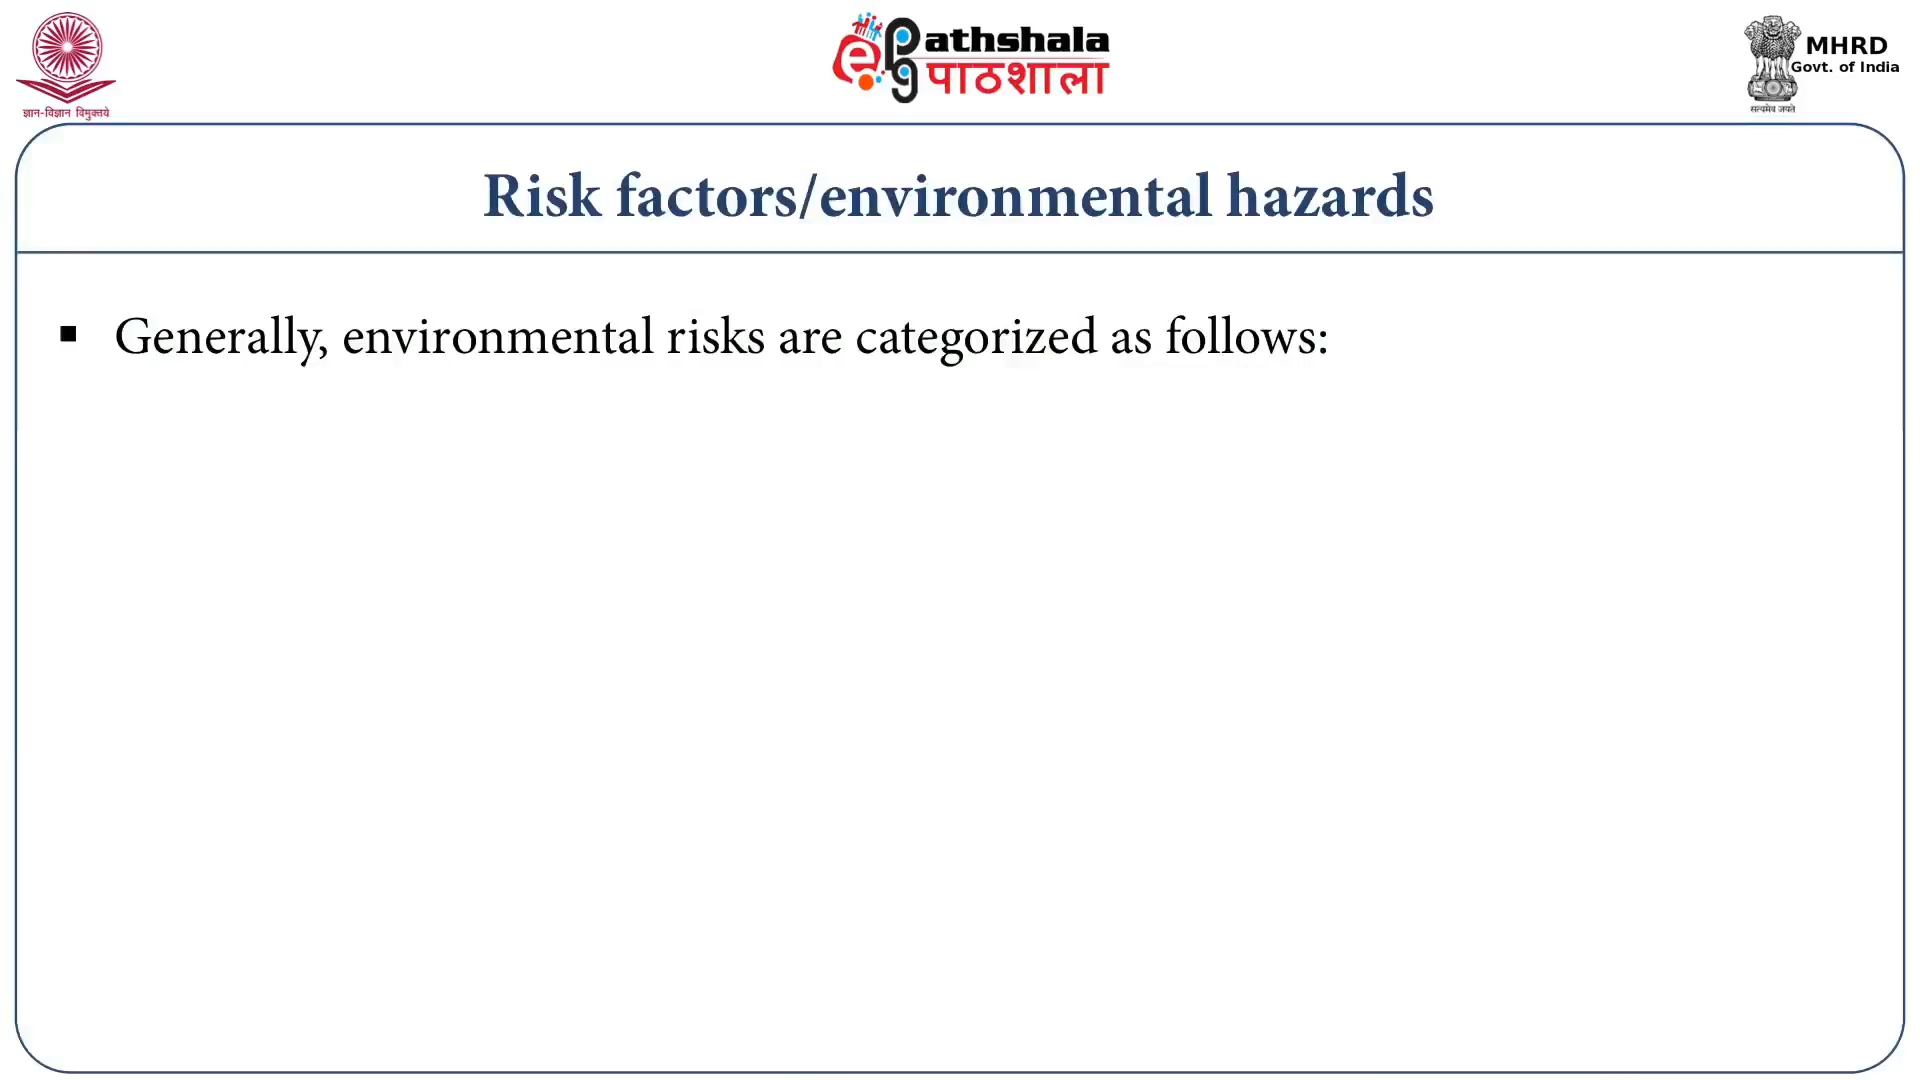 ज्ञान-विज्ञान विमुक्तये
ePathshala
पाठशाला
MHRD
Govt. of India
सत्यमेव जयते
Risk factors/environmental hazards
▪ Generally, environmental risks are categorized as follows: